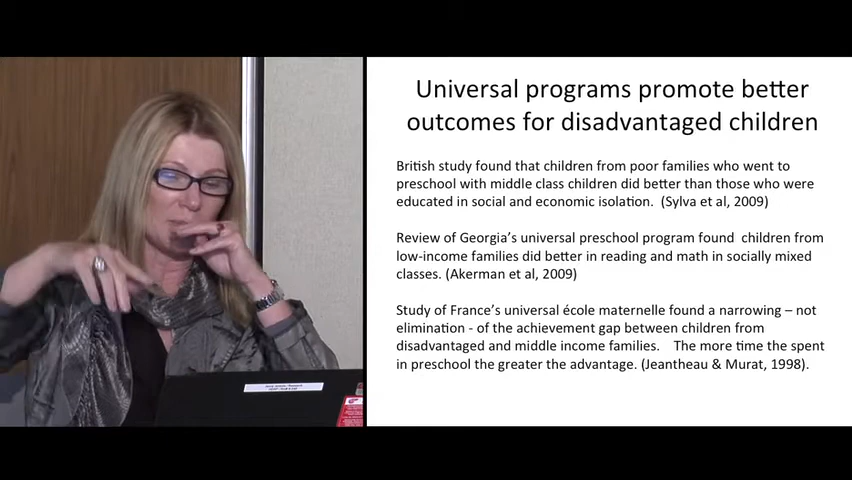 Universal programs promote better
outcomes for disadvantaged children
British study found that children from poor families who went to
preschool with middle class children did better than those who were
educated in social and economic isolation.  (Sylva et al, 2009)
Review of Georgia's universal preschool program found  children from
low-income families did better in reading and math in socially mixed
classes. (Akerman et al, 2009)
Study of France's universal école maternelle found a narrowing – not
elimination - of the achievement gap between children from
disadvantaged and middle income families.    The more time the spent
in preschool the greater the advantage. (Jeantheau & Murat, 1998).